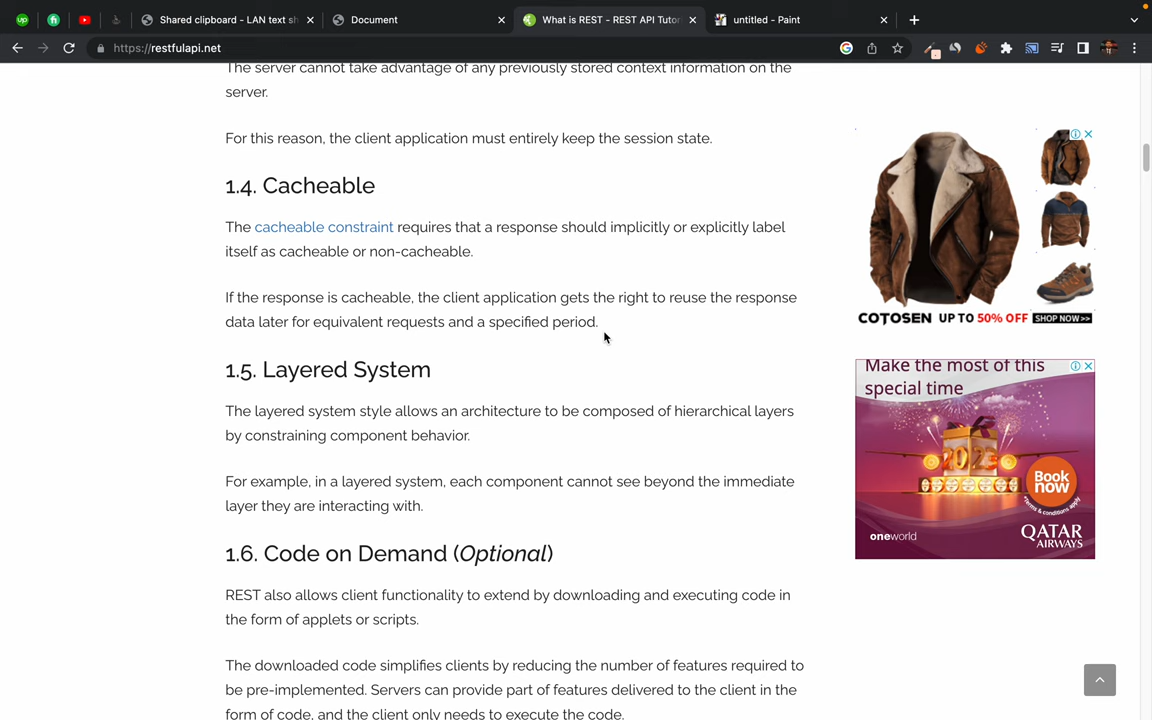 Shared clipboard - LAN text sh
Document
What is REST - REST API Tutor
untitled - Paint
https://restfulapi.net
The server cannot take advantage of any previously stored context information on the
server.
For this reason, the client application must entirely keep the session state.
1.4. Cacheable
The cacheable constraint requires that a response should implicitly or explicitly label
itself as cacheable or non-cacheable.
If the response is cacheable, the client application gets the right to reuse the response
data later for equivalent requests and a specified period.
1.5. Layered System
The layered system style allows an architecture to be composed of hierarchical layers
by constraining component behavior.
For example, in a layered system, each component cannot see beyond the immediate
layer they are interacting with.
1.6. Code on Demand (Optional)
REST also allows client functionality to extend by downloading and executing code in
the form of applets or scripts.
The downloaded code simplifies clients by reducing the number of features required to
be pre-implemented. Servers can provide part of features delivered to the client in the
form of code, and the client only needs to execute the code.
COTOSEN UP TO 50% OFF SHOP NOW>>
Make the most of this
special time
2023
Book
now
Terms & conditions apply
oneworld
QATAR
AIRWAYS